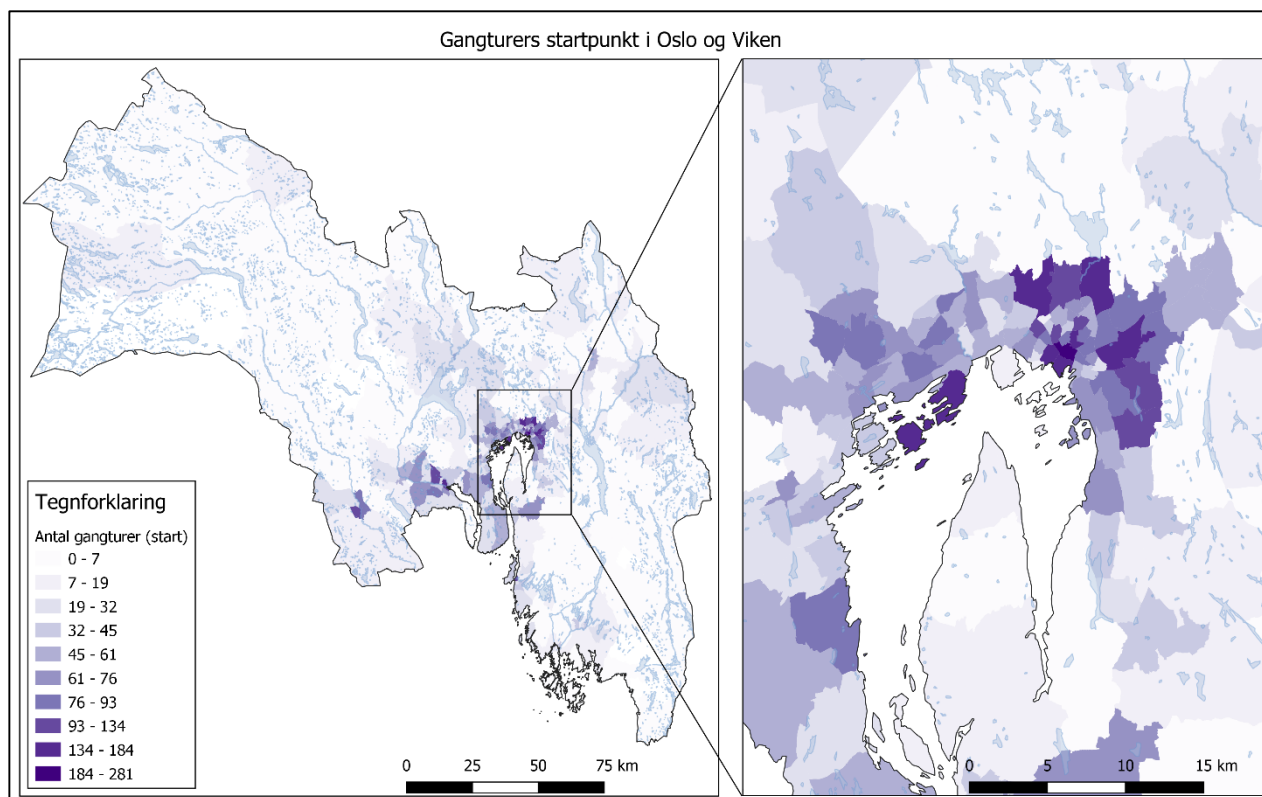 Gangturers startpunkt i Oslo og Viken
Tegnforklaring
Antal gangturer (start)
0 - 7
7 - 19
19 - 32
32 - 45
45 - 61
61 - 76
76 - 93
93 - 134
134 - 184
184 - 281
0 25 50 75 km
0 5 10 15 km